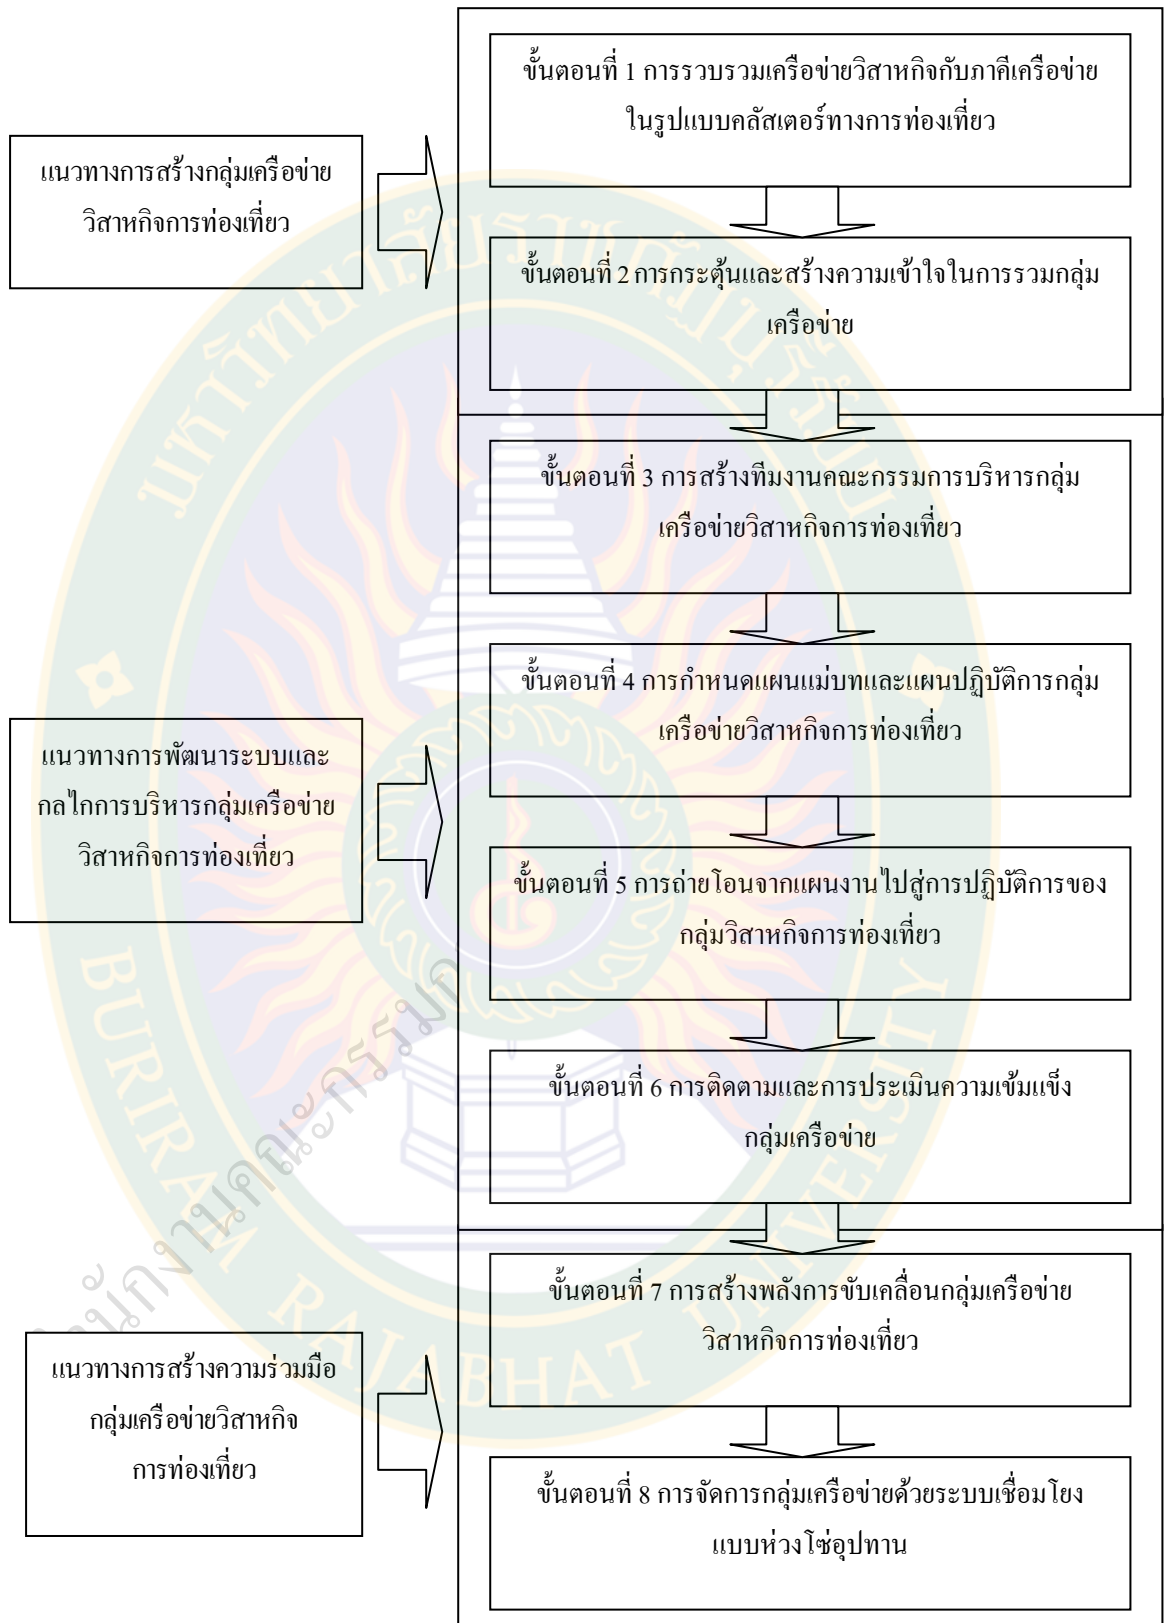 ขั้นตอนที่ 1 การรวบรวมเครือข่ายวิสาหกิจกับภาคีเครือข่าย
ในรูปแบบคลัสเตอร์ทางการท่องเที่ยว
แนวทางการสร้างกลุ่มเครือข่าย
วิสาหกิจการท่องเที่ยว
ขั้นตอนที่ 2 การกระตุ้นและสร้างความเข้าใจในการรวมกลุ่ม
เครือข่าย
ขั้นตอนที่ 3 การสร้างทีมงานคณะกรรมการบริหารกลุ่ม
เครือข่ายวิสาหกิจการท่องเที่ยว
ขั้นตอนที่ 4 การกำหนดแผนแม่บทและแผนปฏิบัติการกลุ่ม
เครือข่ายวิสาหกิจการท่องเที่ยว
แนวทางการพัฒนาระบบและ
กลไกการบริหารกลุ่มเครือข่าย
วิสาหกิจการท่องเที่ยว
ขั้นตอนที่ 5 การถ่ายโอนจากแผนงานไปสู่การปฏิบัติการของ
กลุ่มวิสาหกิจการท่องเที่ยว
ขั้นตอนที่ 6 การติดตามและการประเมินความเข้มแข็ง
กลุ่มเครือข่าย
ขั้นตอนที่ 7 การสร้างพลังการขับเคลื่อนกลุ่มเครือข่าย
วิสาหกิจการท่องเที่ยว
แนวทางการสร้างความร่วมมือ
กลุ่มเครือข่ายวิสาหกิจ
การท่องเที่ยว
ขั้นตอนที่ 8 การจัดการกลุ่มเครือข่ายด้วยระบบเชื่อมโยง
แบบห่วงโซ่อุปทาน
มหาวิทยาลัยราชภัฏบุรีรัมย์
BURIRAM RAJABHAT UNIVERSITY